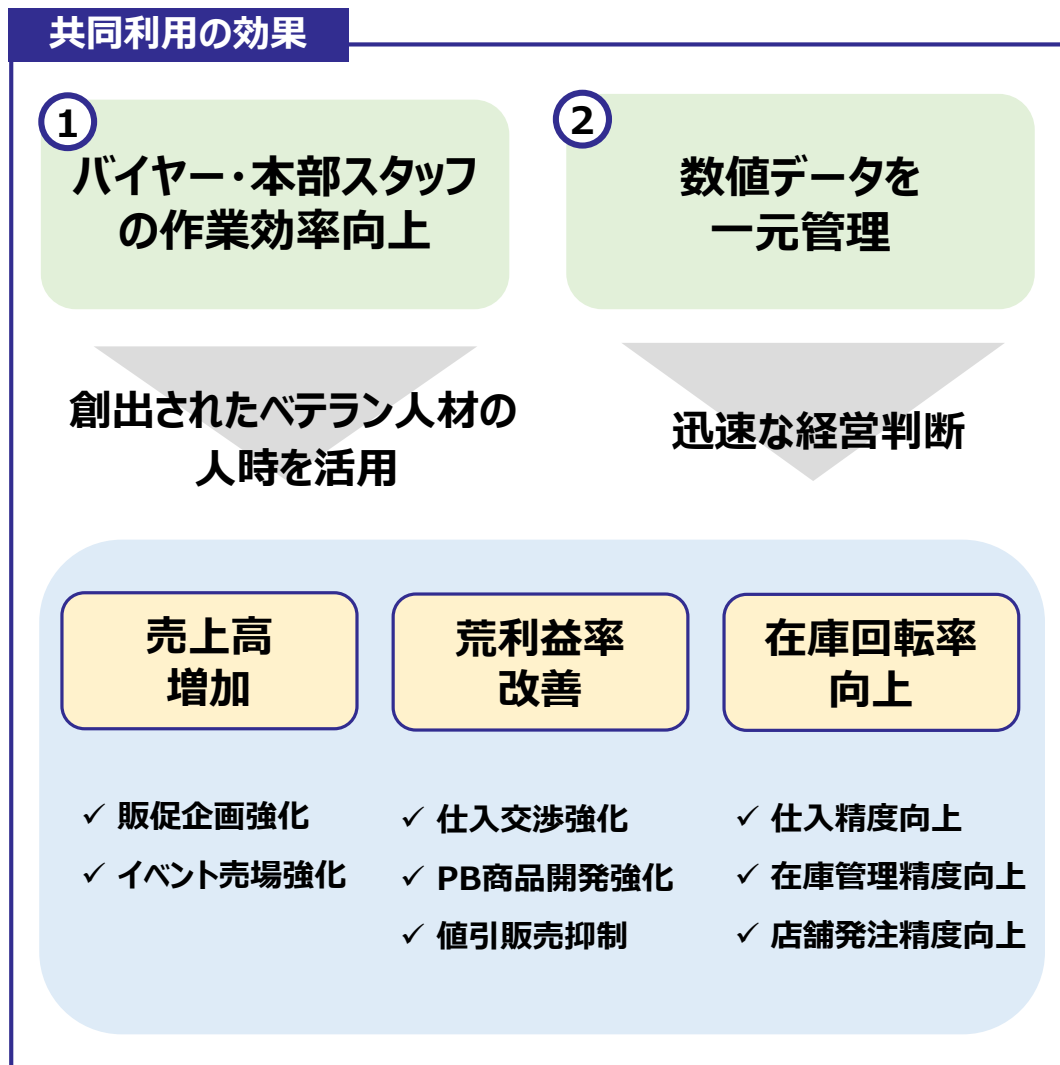 共同利用の効果
1
バイヤー・本部スタッフ
の作業効率向上
2
数値データを
一元管理
創出されたベテラン人材の
人時を活用
迅速な経営判断
売上高
増加
✓ 販促企画強化
✓ イベント売場強化
荒利益率
改善
✓ 仕入交渉強化
✓ PB商品開発強化
✓ 値引販売抑制
在庫回転率
向上
✓ 仕入精度向上
✓ 在庫管理精度向上
✓ 店舗発注精度向上